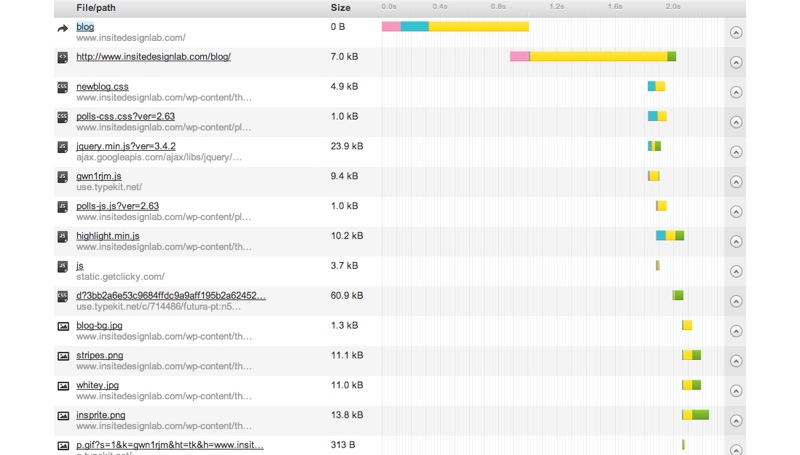 File/path Size 0.0s 0.4s 0.8s 1.2s 1.6s 2.0s
blog 0 B
www.insitedesignlab.com/
http://www.insitedesignlab.com/blog/ 7.0 kB
newblog.css 4.9 kB
www.insitedesignlab.com/wp-content/th…
polls-css.css?ver=2.63 1.0 kB
www.insitedesignlab.com/wp-content/pl…
jquery.min.js?ver=3.4.2 23.9 kB
ajax.googleapis.com/ajax/libs/jquery/…
gwn1rjm.js 9.4 kB
use.typekit.net/
polls-js.js?ver=2.63 1.0 kB
www.insitedesignlab.com/wp-content/pl…
highlight.min.js 10.2 kB
www.insitedesignlab.com/wp-content/th…
js 3.7 kB
static.getclicky.com/
d?3bb2a6e53c9684ffdc9a9aff195b2a62452… 60.9 kB
use.typekit.net/c/714486/futura-pt:n5…
blog-bg.jpg 1.3 kB
www.insitedesignlab.com/wp-content/th…
stripes.png 11.1 kB
www.insitedesignlab.com/wp-content/th…
whitey.jpg 11.0 kB
www.insitedesignlab.com/wp-content/th…
insprite.png 13.8 kB
www.insitedesignlab.com/wp-content/th…
p.gif?s=1&k=gwn1rjm&ht=tk&h=www.insit… 313 B